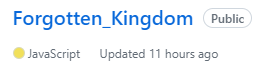 Forgotten_Kingdom Public
JavaScript Updated 11 hours ago